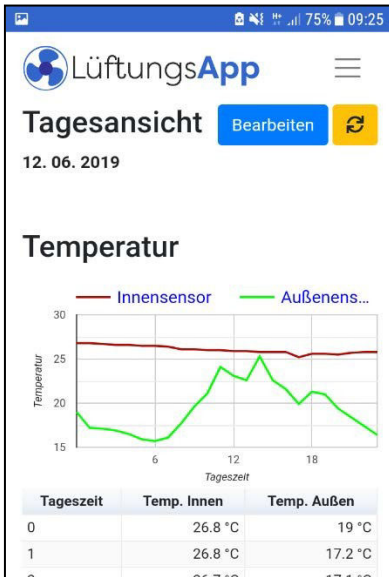 75% 09:25
LüftungsApp
Tagesansicht Bearbeiten
12. 06. 2019
Temperatur
Innensensor Außenens...
30
25
20
15
Temperatur
6 12 18
Tageszeit
Tageszeit Temp. Innen Temp. Außen
0 26.8 °C 19 °C
1 26.8 °C 17.2 °C